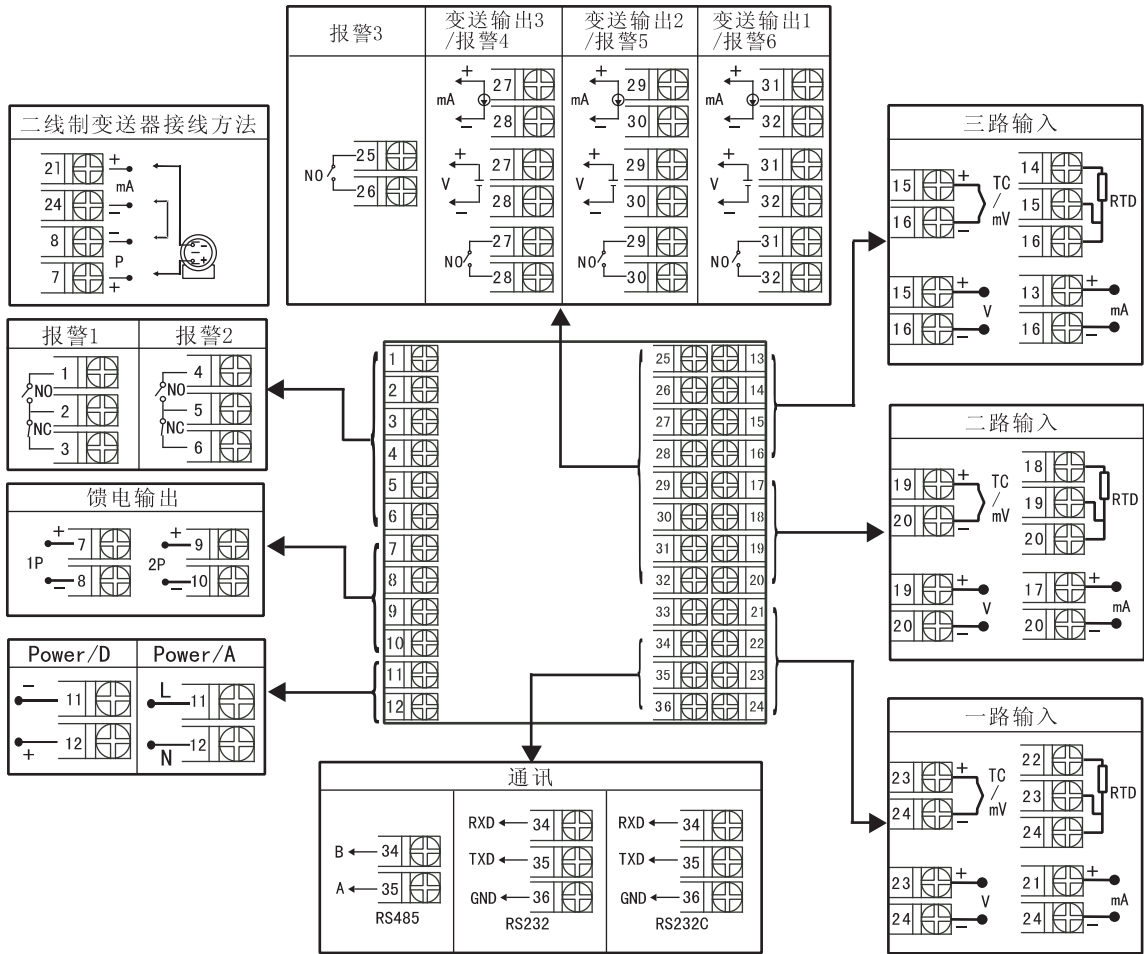 报警3
变送输出3
/报警4
变送输出2
/报警5
变送输出1
/报警6
NO
25
26
+
mA
27
28
−
+
V
27
28
−
NO
27
28
+
mA
29
30
−
+
V
29
30
−
NO
29
30
+
mA
31
32
−
+
V
31
32
−
NO
31
32
二线制变送器接线方法
21
+
mA
24
−
8
−
P
7
+
− −
− +
报警1
报警2
1
NO
2
NC
3
4
NO
5
NC
6
馈电输出
1P
+
7
−
8
2P
+
9
−
10
Power/D
Power/A
−
11
12
+
L
11
12
N
1
2
3
4
5
6
7
8
9
10
11
12
25 13
26 14
27 15
28 16
29 17
30 18
31 19
32 20
33 21
34 22
35 23
36 24
三路输入
15
16
+
−
TC
/
mV
14
15
16
RTD
15
16
+
V
−
13
16
+
mA
−
二路输入
19
20
+
−
TC
/
mV
18
19
20
RTD
19
20
+
V
−
17
20
+
mA
−
一路输入
23
24
+
−
TC
/
mV
22
23
24
RTD
23
24
+
V
−
21
24
+
mA
−
通讯
B 34
A 35
RS485
RXD 34
TXD 35
GND 36
RS232
RXD 34
TXD 35
GND 36
RS232C